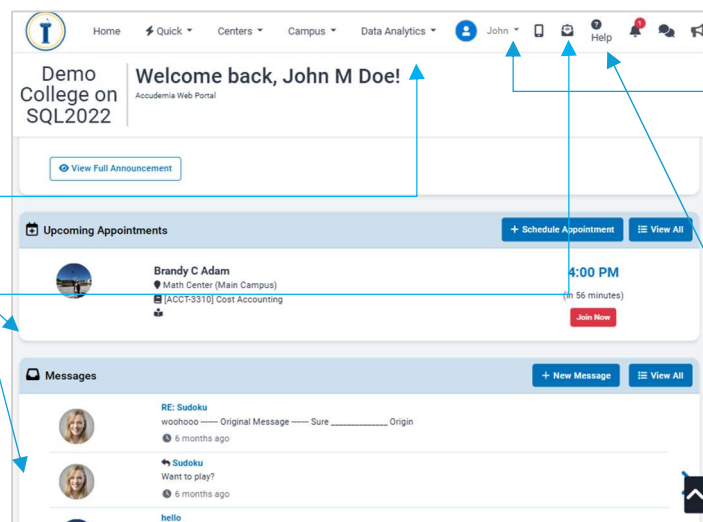 Home Quick Centers Campus Data Analytics John Help 1
Demo College on SQL2022
Welcome back, John M Doe!
Accudemia Web Portal
View Full Announcement
Upcoming Appointments + Schedule Appointment View All
Brandy C Adam 4:00 PM
Math Center (Main Campus) (in 56 minutes)
[ACCT-3310] Cost Accounting
Join Now
Messages + New Message View All
RE: Sudoku
woohooo ------ Original Message ------ Sure ______________ Origin
6 months ago
Sudoku
Want to play?
6 months ago
hello